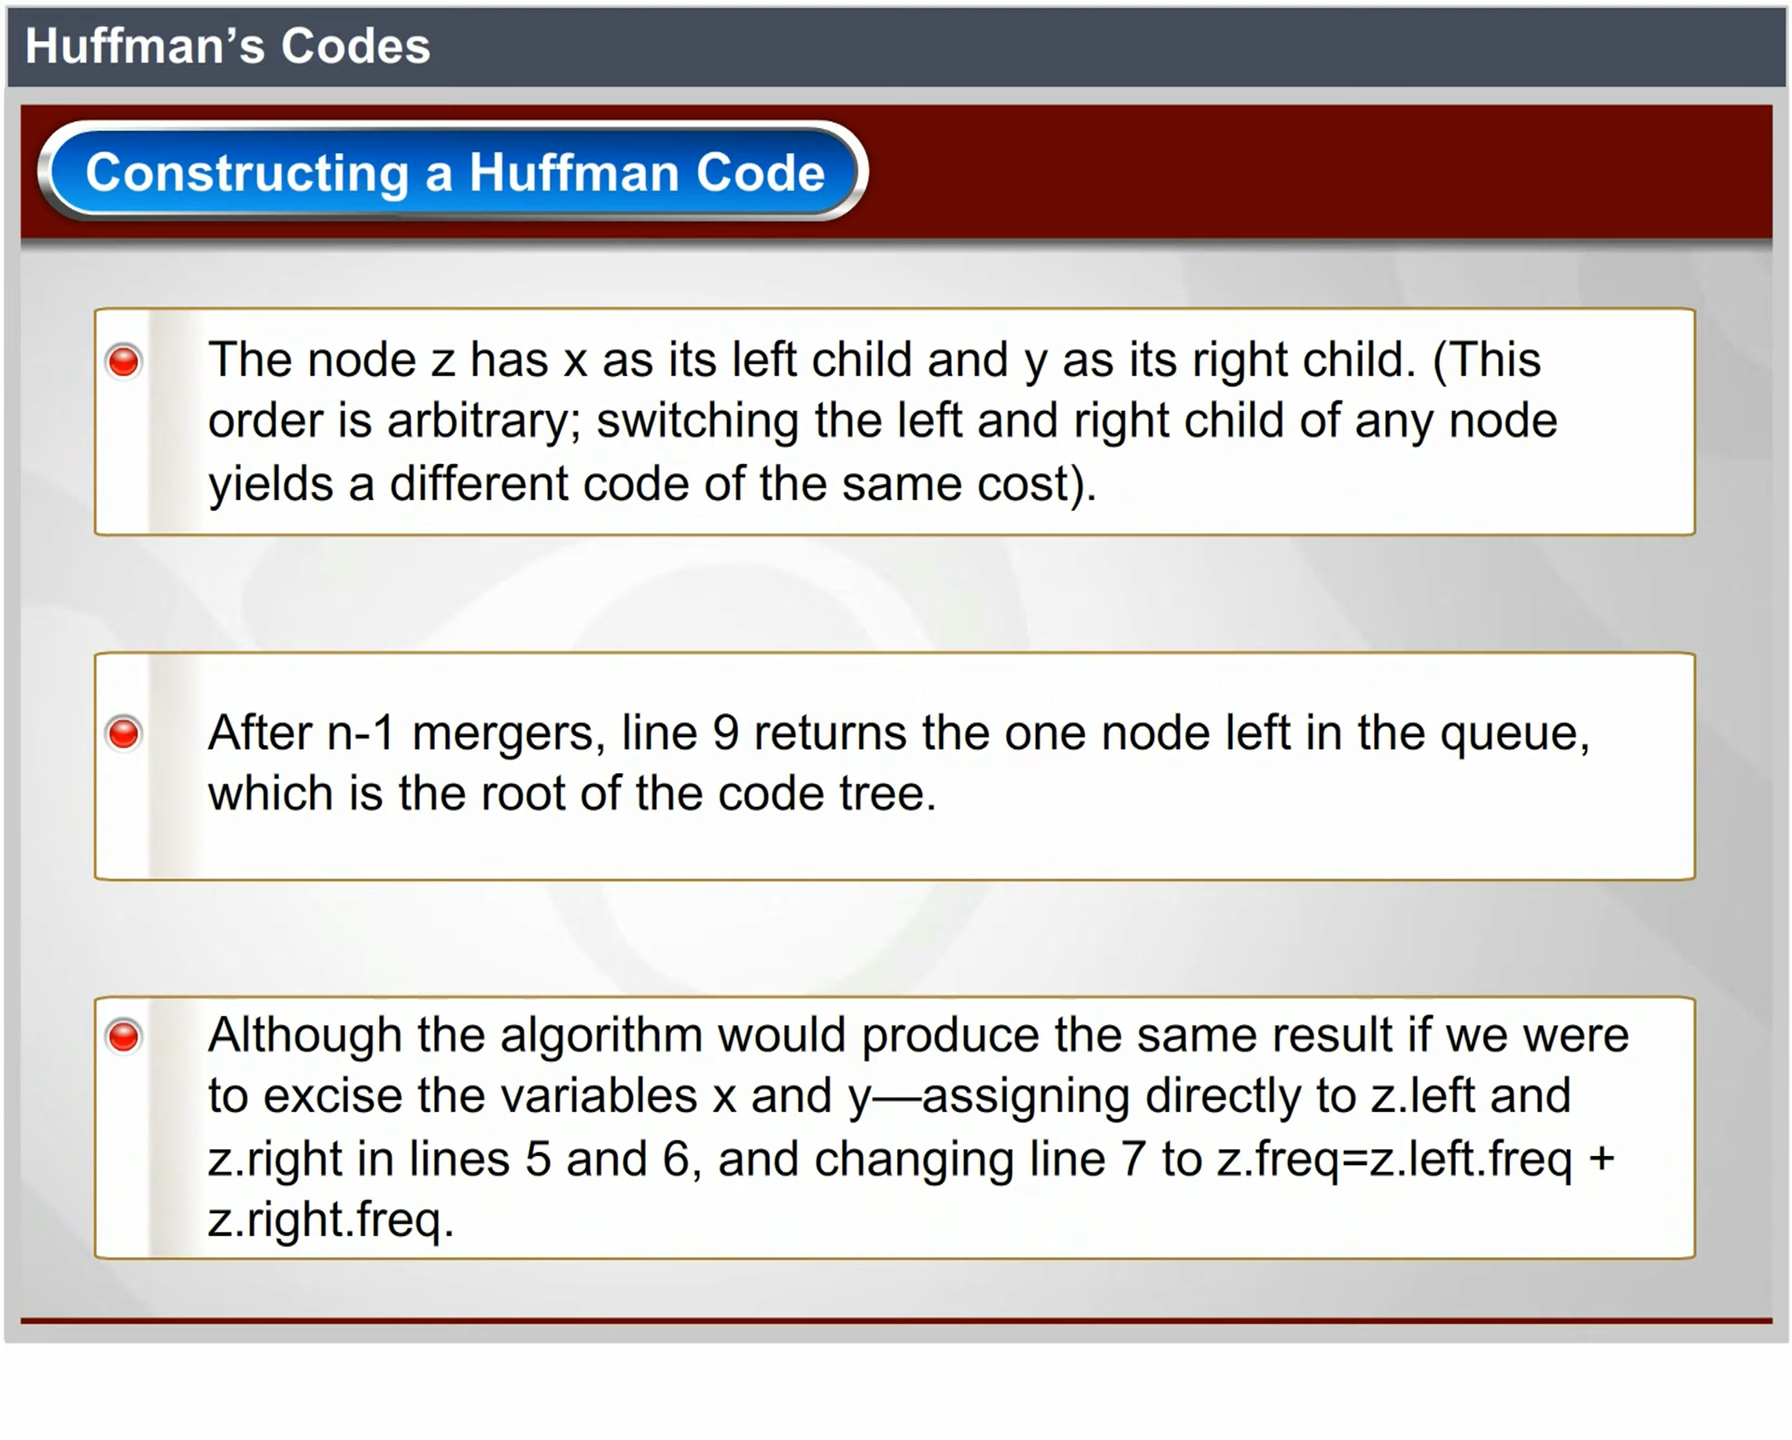 Huffman’s Codes
Constructing a Huffman Code
The node z has x as its left child and y as its right child. (This
order is arbitrary; switching the left and right child of any node
yields a different code of the same cost).
After n-1 mergers, line 9 returns the one node left in the queue,
which is the root of the code tree.
Although the algorithm would produce the same result if we were
to excise the variables x and y—assigning directly to z.left and
z.right in lines 5 and 6, and changing line 7 to z.freq=z.left.freq +
z.right.freq.